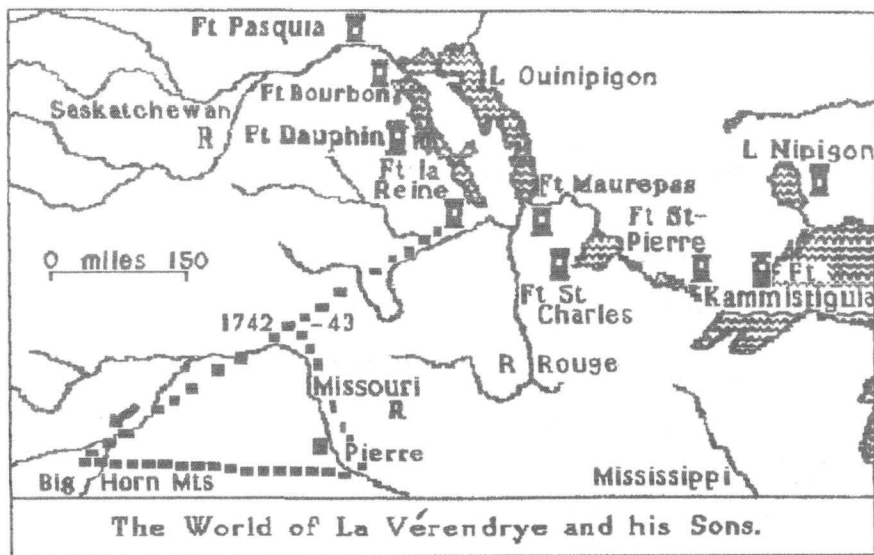 Ft Pasquia
L Ouinipigon
Ft Bourbon
Saskatchewan
R
Ft Dauphin
L Nipigon
Ft la
Reine
Ft Maurepas
Ft St-
Pierre
0 miles 150
Ft St
Charles
Ft
Kammistiguia
1742 -43
R Rouge
Missouri
R
Pierre
Big Horn Mts
Mississippi
The World of La Vérendrye and his Sons.